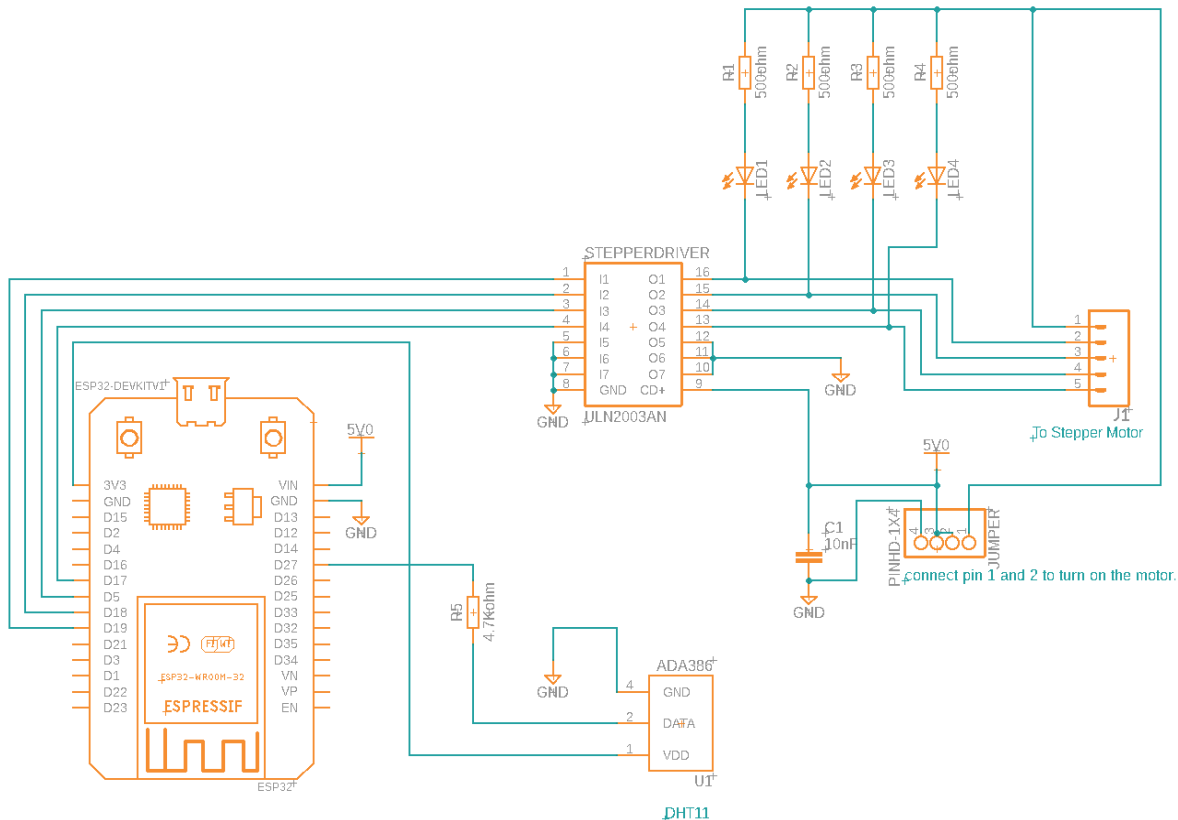 R1
500ohm
R2
500ohm
R3
500ohm
R4
500ohm
LED1
LED2
LED3
LED4
STEPPERDRIVER
1 I1 O1 16
2 I2 O2 15
3 I3 O3 14
4 I4 O4 13
5 I5 O5 12
6 I6 O6 11
7 I7 O7 10
8 GND CD+ 9
ULN2003AN
GND
GND
1
2
3
4
5
J1
To Stepper Motor
ESP32-DEVKITV1
5V0
3V3 VIN
GND GND
D15 D13
D2 D12
D4 D14
D16 D27
D17 D26
D5 D25
D18 D33
D19 D32
D21 D35
D3 D34
D1 VN
D22 VP
D23 EN
GND
ESP32-WROOM-32
ESPRESSIF
ESP32
R5
4.7Kohm
5V0
C1
10nF
GND
PINHD-1X4
4 3 2 1
JUMPER
connect pin 1 and 2 to turn on the motor.
GND
ADA386
4 GND
2 DATA
1 VDD
U1
DHT11